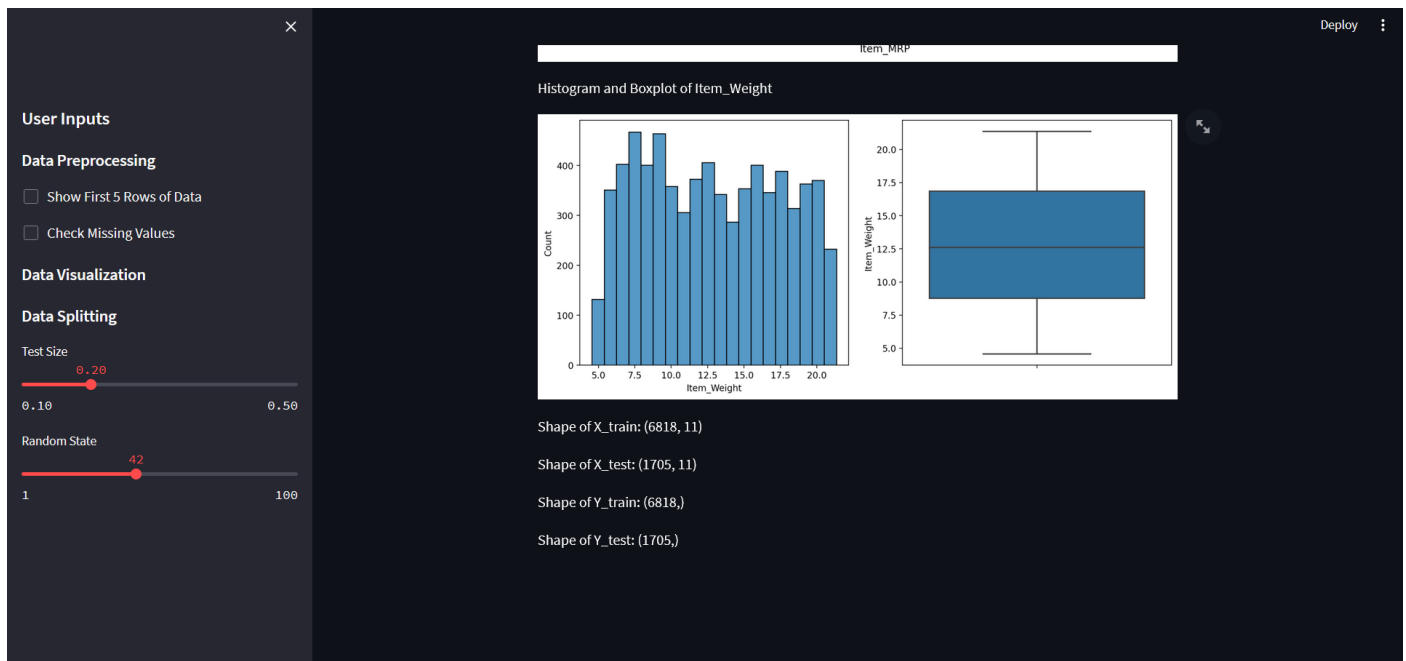 Deploy
User Inputs
Data Preprocessing
Show First 5 Rows of Data
Check Missing Values
Data Visualization
Data Splitting
Test Size
0.20
0.10 0.50
Random State
42
1 100
Item_MRP
Histogram and Boxplot of Item_Weight
Count
400
300
200
100
0
5.0 7.5 10.0 12.5 15.0 17.5 20.0
Item_Weight
Item_Weight
20.0
17.5
15.0
12.5
10.0
7.5
5.0
Shape of X_train: (6818, 11)
Shape of X_test: (1705, 11)
Shape of Y_train: (6818,)
Shape of Y_test: (1705,)